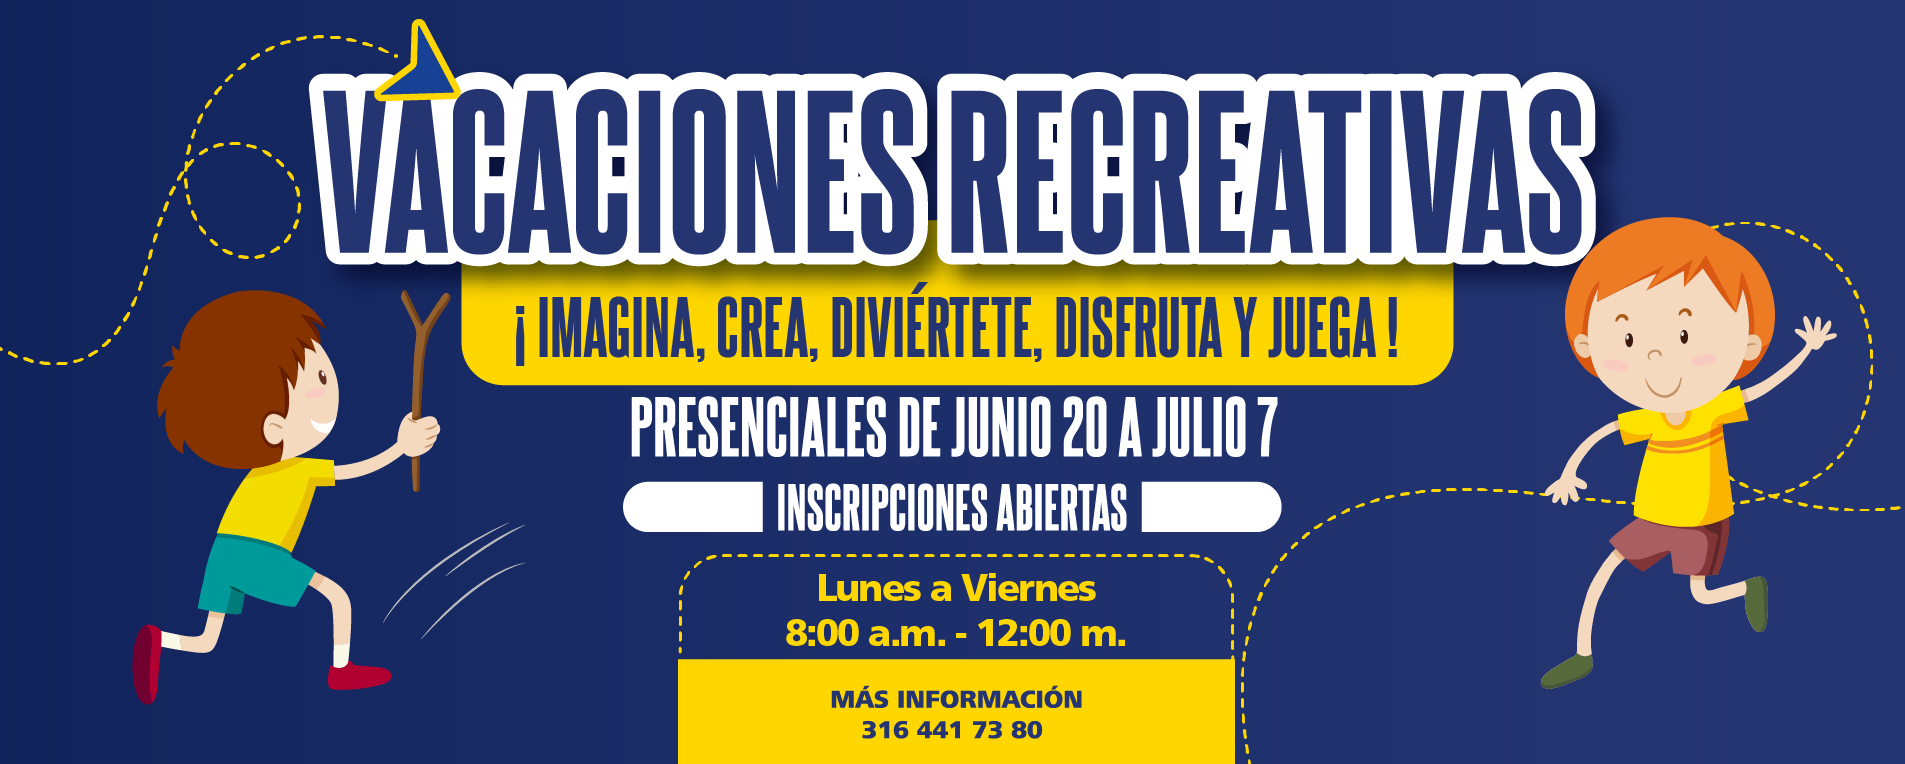 VACACIONES RECREATIVAS
¡ IMAGINA, CREA, DIVIÉRTETE, DISFRUTA Y JUEGA !
PRESENCIALES DE JUNIO 20 A JULIO 7
INSCRIPCIONES ABIERTAS
Lunes a Viernes
8:00 a.m. - 12:00 m.
MÁS INFORMACIÓN
316 441 73 80